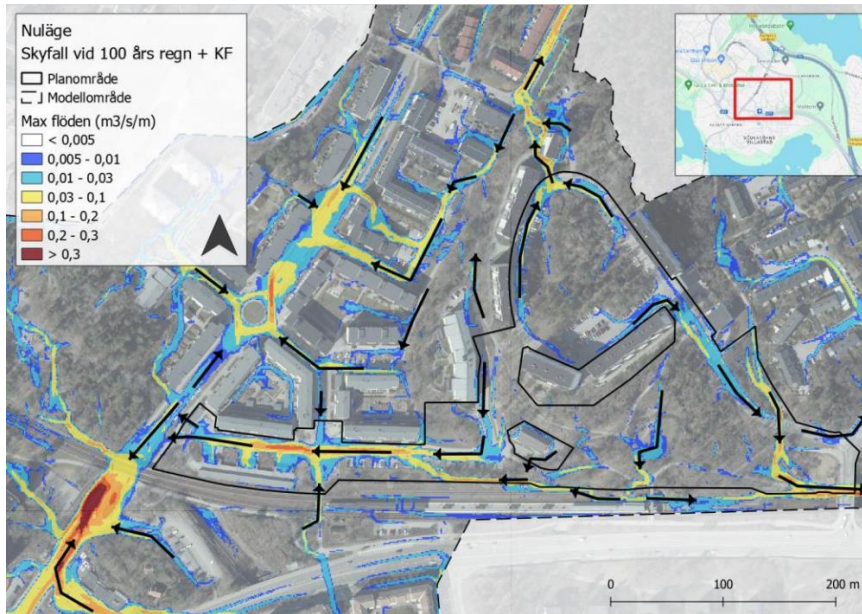 Nuläge
Skyfall vid 100 års regn + KF
Planområde
Modellområde
Max flöden (m3/s/m)
< 0,005
0,005 - 0,01
0,01 - 0,03
0,03 - 0,1
0,1 - 0,2
0,2 - 0,3
> 0,3
0 100 200 m